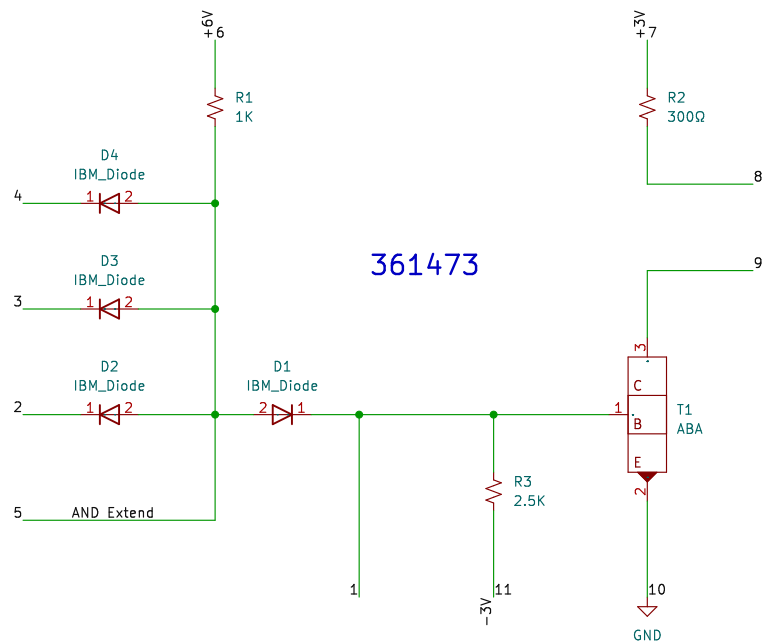 +6V
+6
+3V
+7
R1
1K
R2
300Ω
D4
IBM_Diode
4
1
2
8
361473
D3
IBM_Diode
3
1
2
9
3
D2
IBM_Diode
2
1
2
D1
IBM_Diode
2
1
C
1
B
E
T1
ABA
2
R3
2.5K
5
AND Extend
1
11
-3V
10
GND